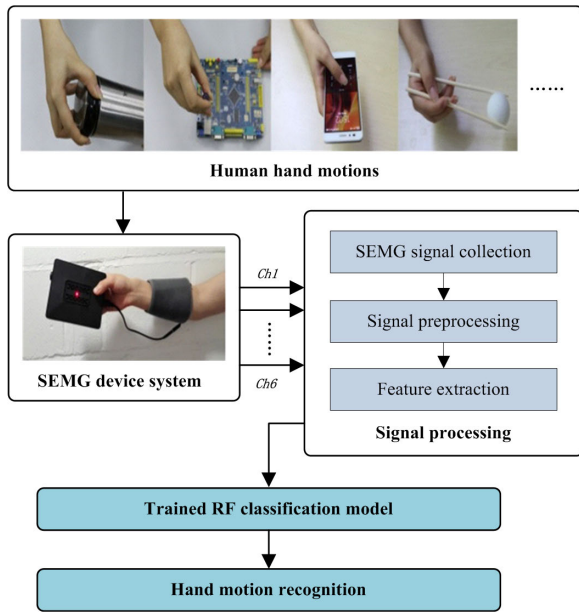 ……
Human hand motions
SEMG device system
Ch1
……
Ch6
SEMG signal collection
Signal preprocessing
Feature extraction
Signal processing
Trained RF classification model
Hand motion recognition